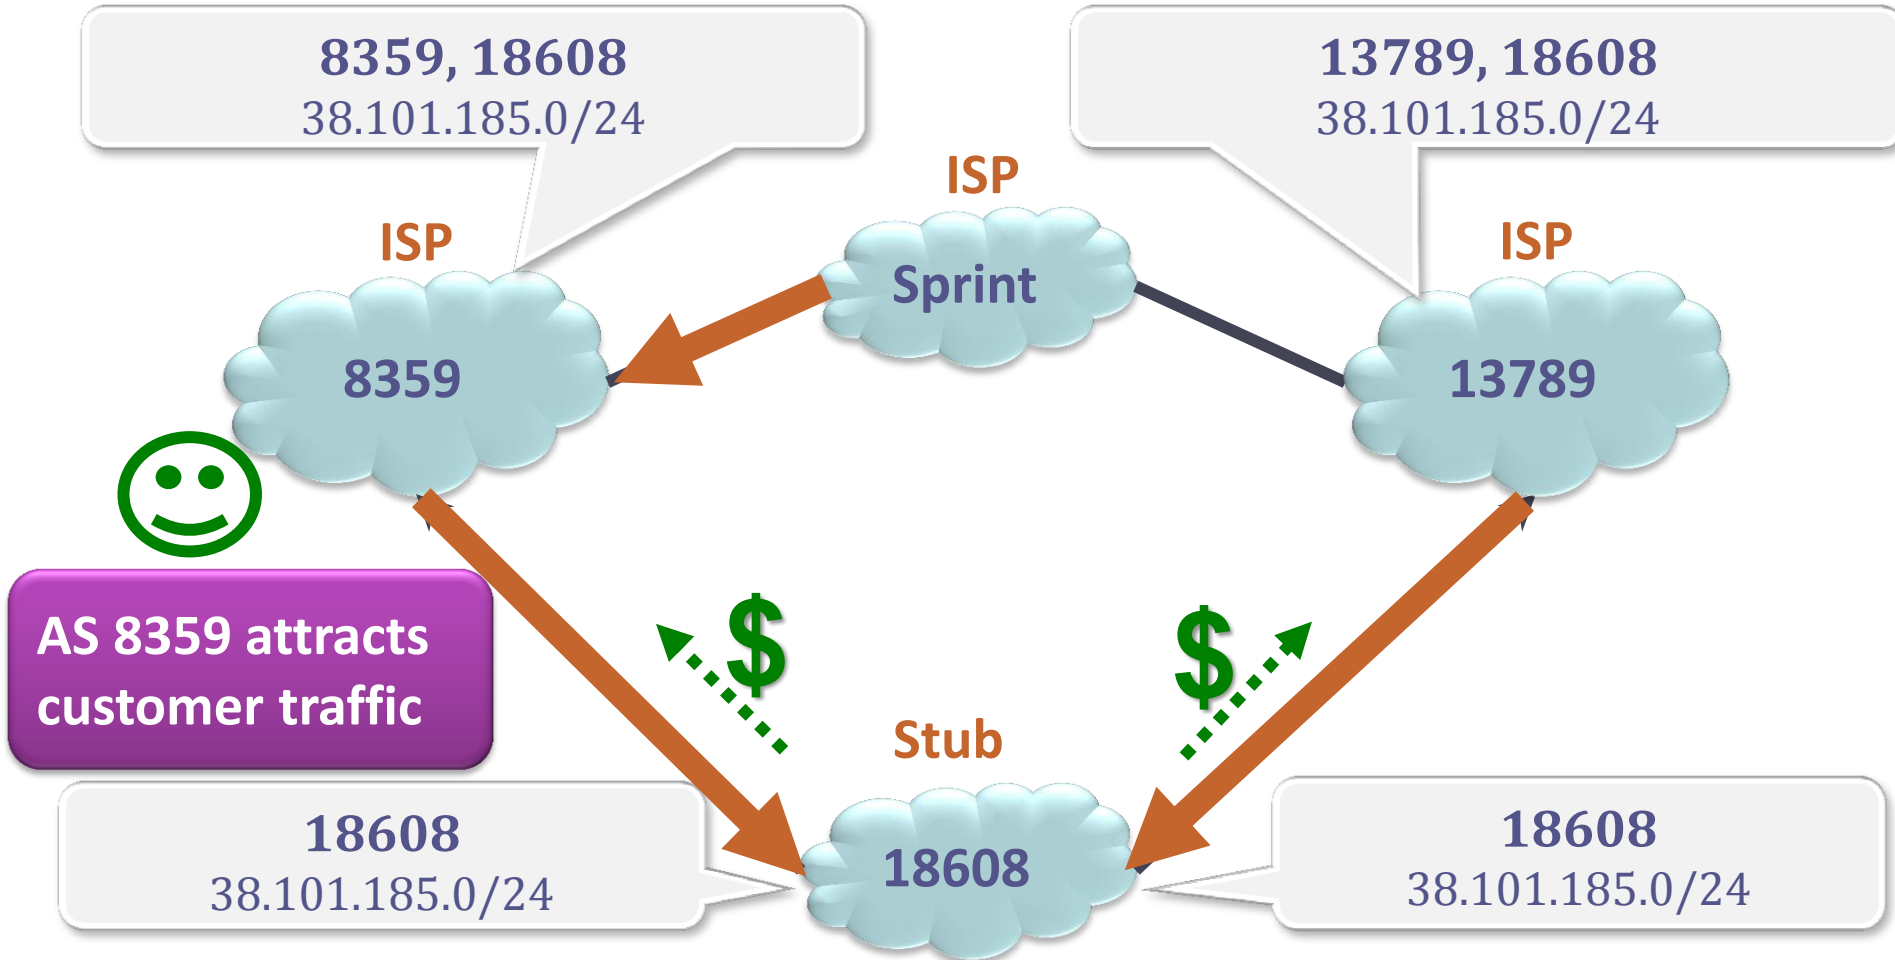 8359, 18608
38.101.185.0/24
13789, 18608
38.101.185.0/24
ISP
ISP
ISP
Sprint
8359
13789
$
$
AS 8359 attracts
customer traffic
Stub
18608
38.101.185.0/24
18608
18608
38.101.185.0/24